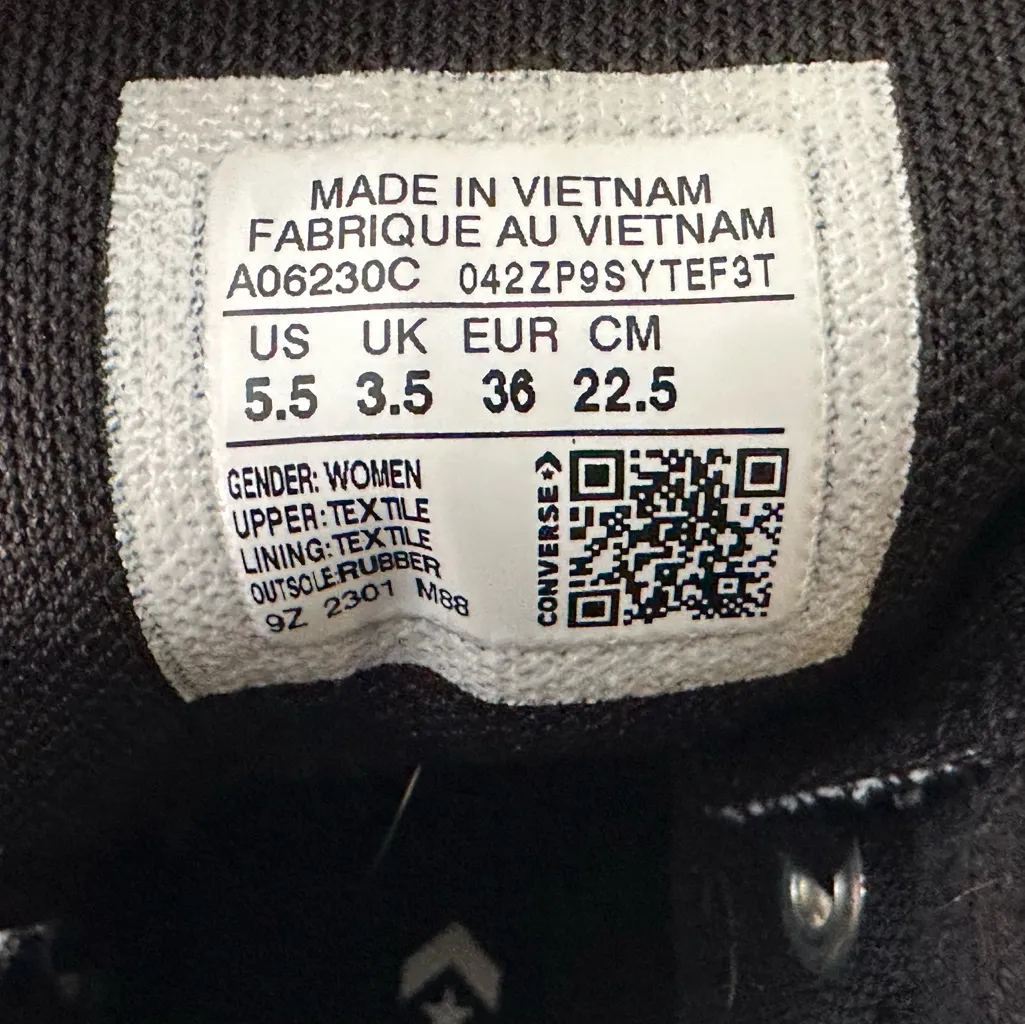 MADE IN VIETNAM
FABRIQUE AU VIETNAM
A06230C 042ZP9SYTEF3T
US UK EUR CM
5.5 3.5 36 22.5
GENDER: WOMEN
UPPER:TEXTILE
LINING:TEXTILE
OUTSOLE:RUBBER
9Z 2301 M88
CONVERSE